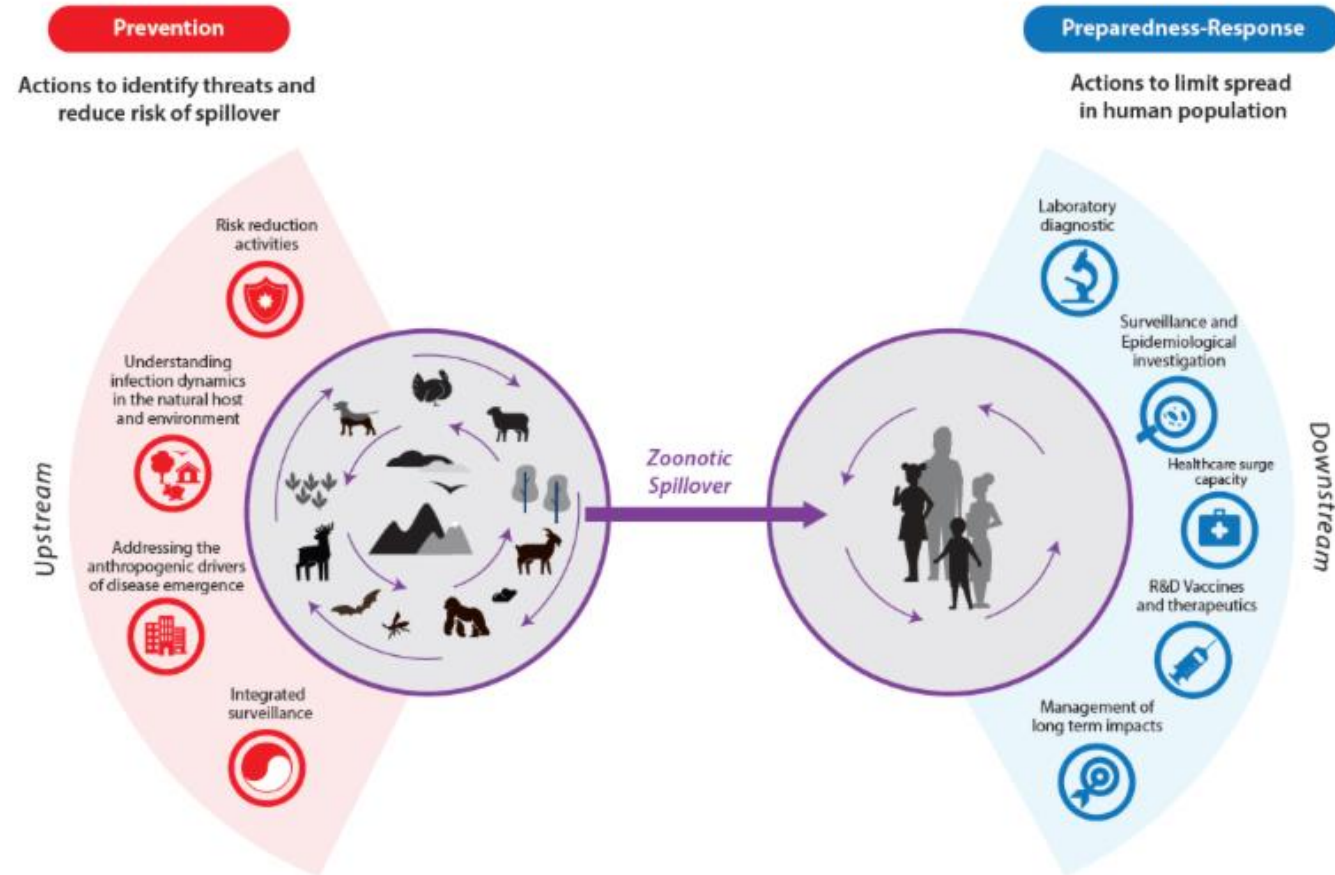 Prevention
Actions to identify threats and
reduce risk of spillover
Upstream
Risk reduction
activities
Understanding
infection dynamics
in the natural host
and environment
Addressing the
anthropogenic drivers
of disease emergence
Integrated
surveillance
Zoonotic
Spillover
Preparedness-Response
Actions to limit spread
in human population
Laboratory
diagnostic
Surveillance and
Epidemiological
investigation
Healthcare surge
capacity
R&D Vaccines
and therapeutics
Management of
long term impacts
Downstream